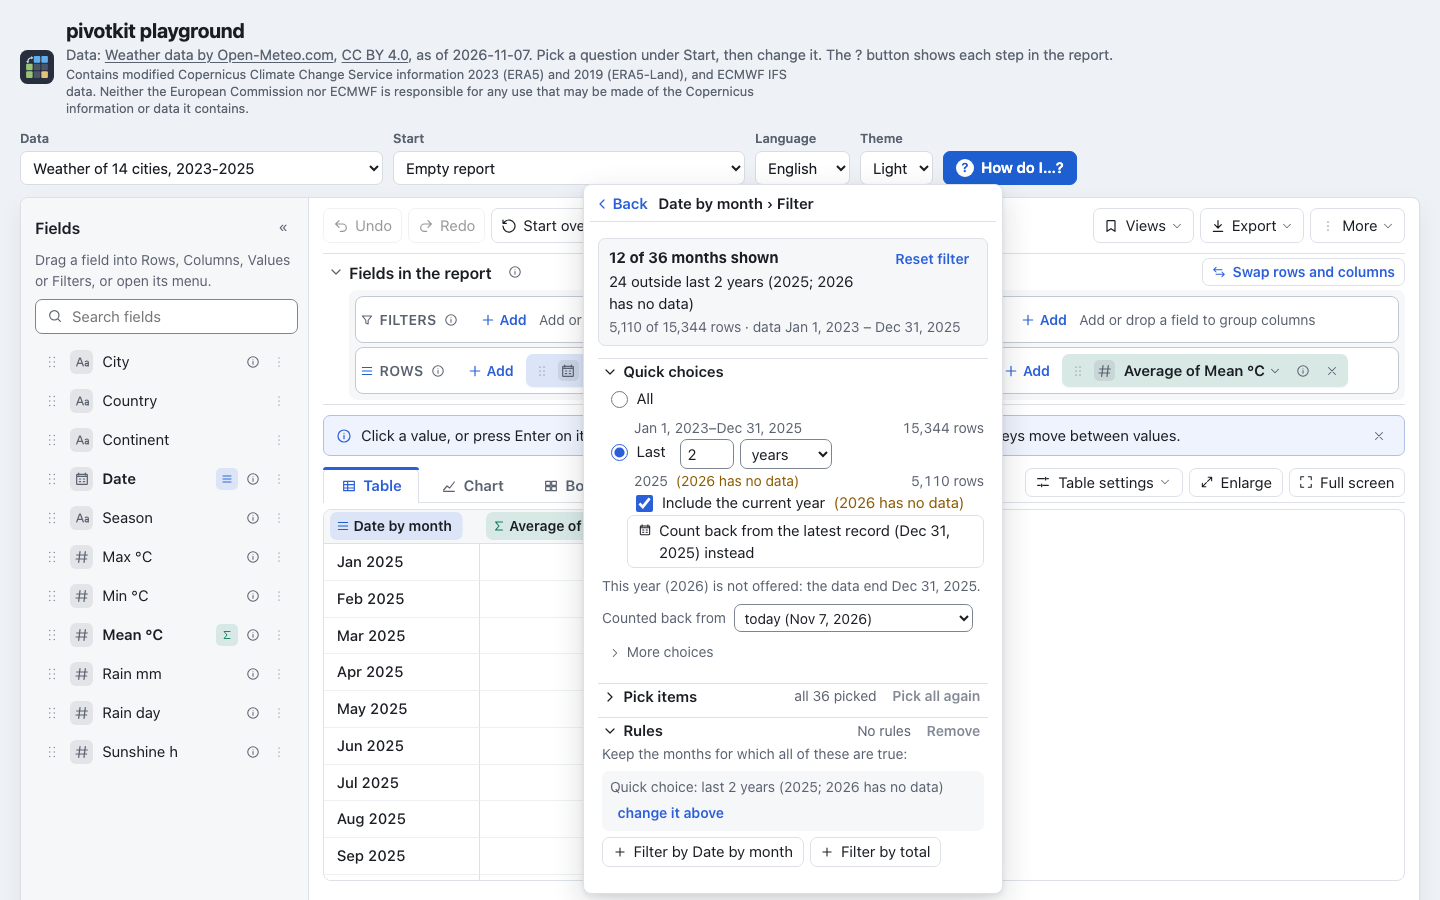 pivotkit playground
Data: Weather data by Open-Meteo.com, CC BY 4.0, as of 2026-11-07. Pick a question under Start, then change it. The ? button shows each step in the report.
Contains modified Copernicus Climate Change Service information 2023 (ERA5) and 2019 (ERA5-Land), and ECMWF IFS
data. Neither the European Commission nor ECMWF is responsible for any use that may be made of the Copernicus
information or data it contains.
Data
Start
Language
Theme
Weather of 14 cities, 2023-2025
Empty report
English
Light
? How do I...?
Fields «
Drag a field into Rows, Columns, Values
or Filters, or open its menu.
Search fields
Aa City
Aa Country
Aa Continent
Date
Aa Season
# Max °C
# Min °C
# Mean °C Σ
# Rain mm
# Rain day
# Sunshine h
Undo
Redo
Start ove
Views
Export
More
Fields in the report
Swap rows and columns
FILTERS
+ Add
Add or
+ Add
Add or drop a field to group columns
ROWS
+ Add
+ Add
# Average of Mean °C
Click a value, or press Enter on it
eys move between values.
Table
Chart
Bo
Table settings
Enlarge
Full screen
Date by month
Σ Average of
Jan 2025
Feb 2025
Mar 2025
Apr 2025
May 2025
Jun 2025
Jul 2025
Aug 2025
Sep 2025
Back
Date by month › Filter
12 of 36 months shown
Reset filter
24 outside last 2 years (2025; 2026
has no data)
5,110 of 15,344 rows · data Jan 1, 2023 – Dec 31, 2025
Quick choices
All
Jan 1, 2023–Dec 31, 2025
15,344 rows
Last 2 years
2025 (2026 has no data)
5,110 rows
Include the current year (2026 has no data)
Count back from the latest record (Dec 31,
2025) instead
This year (2026) is not offered: the data end Dec 31, 2025.
Counted back from today (Nov 7, 2026)
More choices
Pick items
all 36 picked
Pick all again
Rules
No rules
Remove
Keep the months for which all of these are true:
Quick choice: last 2 years (2025; 2026 has no data)
change it above
+ Filter by Date by month
+ Filter by total